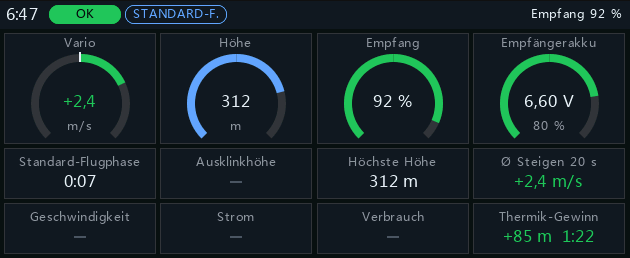 6:47 OK STANDARD-F. Empfang 92 %
Vario Höhe Empfang Empfängerakku
+2,4 312 92 % 6,60 V
m/s m 80 %
Standard-Flugphase Ausklinkhöhe Höchste Höhe Ø Steigen 20 s
0:07 — 312 m +2,4 m/s
Geschwindigkeit Strom Verbrauch Thermik-Gewinn
— — — +85 m 1:22